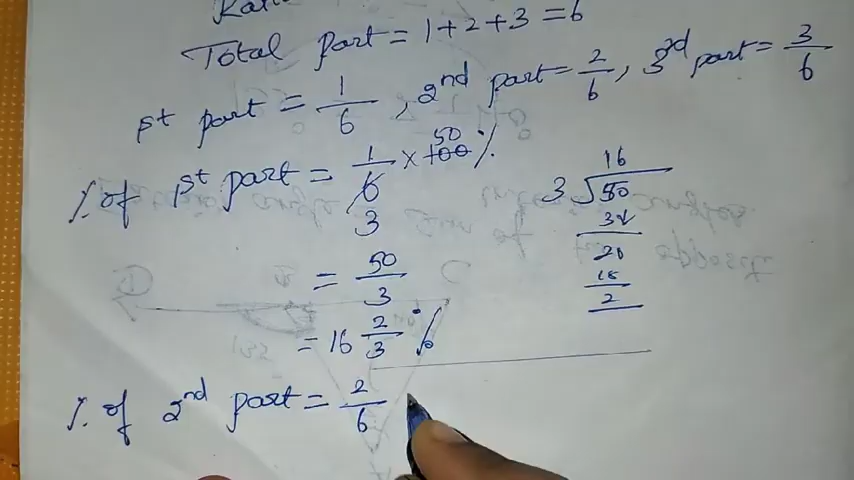 Total part = 1+2+3 = 6
1st part = 1/6, 2nd part = 2/6, 3rd part = 3/6
% of 1st part = 1/6 × 100 %
50
3
= 50/3
= 16 2/3 %
16
3 √50
3↓
20
18
2
% of 2nd part = 2/6